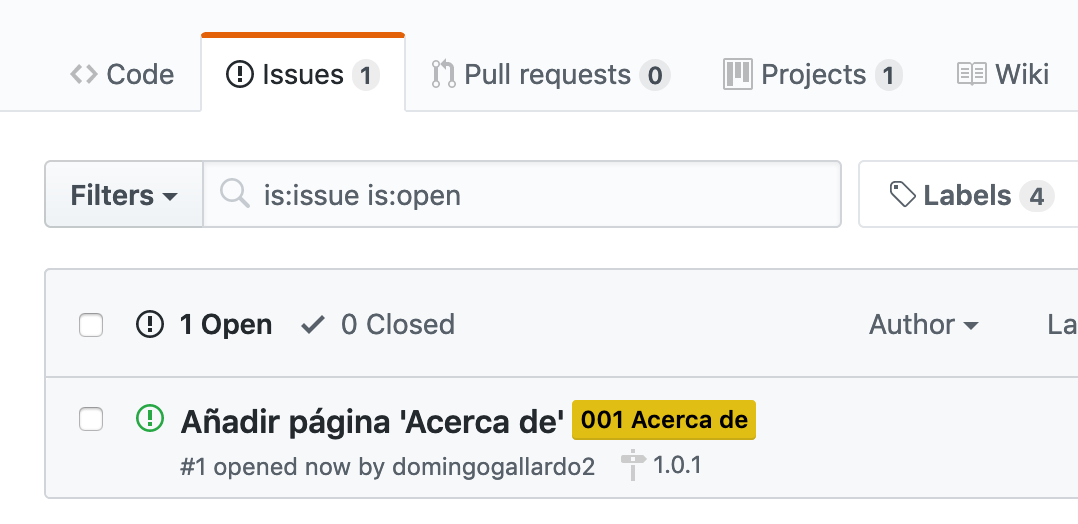 Code Issues 1 Pull requests 0 Projects 1 Wiki
Filters is:issue is:open Labels 4
1 Open 0 Closed Author La
Añadir página 'Acerca de' 001 Acerca de
#1 opened now by domingogallardo2 1.0.1